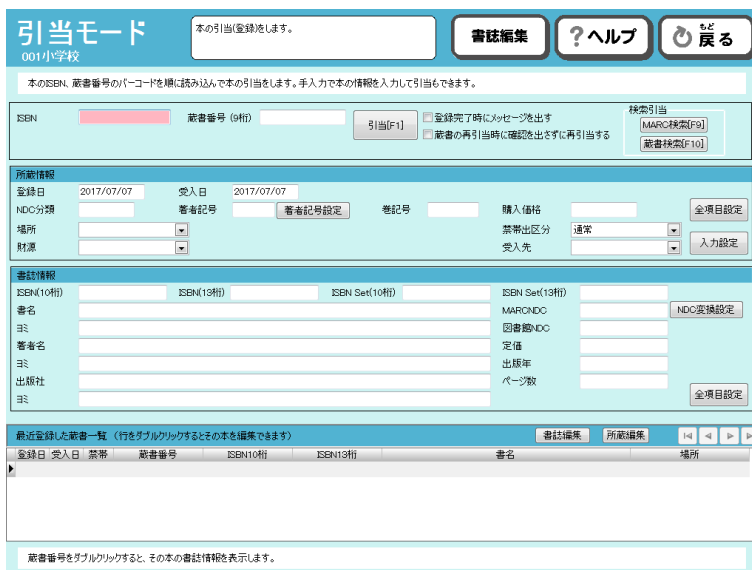 引当モード
001小学校
本の引当(登録)をします。
書誌編集
?ヘルプ
もど
戻る
本のISBN、蔵書番号のバーコードを順に読み込んで本の引当をします。手入力で本の情報を入力して引当もできます。
ISBN 蔵書番号 (9桁) 引当[F1]
登録完了時にメッセージを出す
蔵書の再引当時に確認を出さずに再引当する
検索引当
MARC検索[F9]
蔵書検索[F10]
所蔵情報
登録日 2017/07/07 受入日 2017/07/07
NDC分類 著者記号 著者記号設定 巻記号 購入価格 全項目設定
場所 禁帯出区分 通常
財源 受入先 入力設定
書誌情報
ISBN(10桁) ISBN(13桁) ISBN Set(10桁) ISBN Set(13桁)
書名 MARCNDC NDC変換設定
ヨミ 図書館NDC
著者名 定価
ヨミ 出版年
出版社 ページ数
ヨミ 全項目設定
最近登録した蔵書一覧 (行をダブルクリックするとその本を編集できます) 書誌編集 所蔵編集
登録日 受入日 禁帯 蔵書番号 ISBN10桁 ISBN13桁 書名 場所
蔵書番号をダブルクリックすると、その本の書誌情報を表示します。